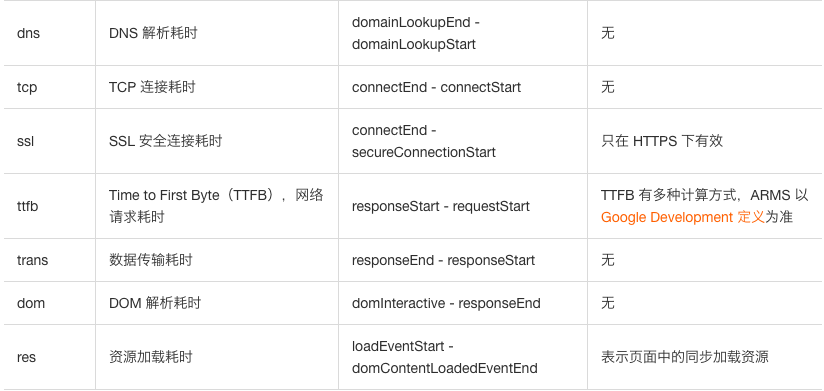 dns DNS 解析耗时 domainLookupEnd - 无
domainLookupStart
tcp TCP 连接耗时 connectEnd - connectStart 无
ssl SSL 安全连接耗时 connectEnd - 只在 HTTPS 下有效
secureConnectionStart
ttfb Time to First Byte（TTFB），网络 responseStart - requestStart TTFB 有多种计算方式，ARMS 以
请求耗时 Google Development 定义为准
trans 数据传输耗时 responseEnd - responseStart 无
dom DOM 解析耗时 domInteractive - responseEnd 无
res 资源加载耗时 loadEventStart - 表示页面中的同步加载资源
domContentLoadedEventEnd